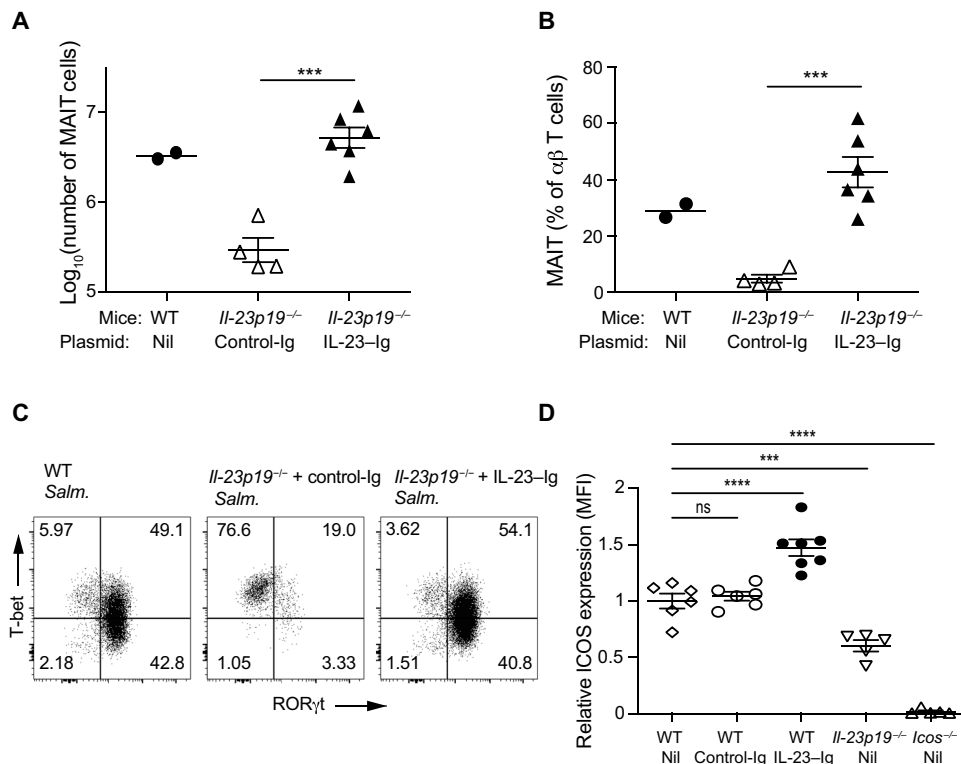 A
Log10(number of MAIT cells)
7
6
5
***
Mice: WT Il-23p19–/– Il-23p19–/–
Plasmid: Nil Control-Ig IL-23–Ig
B
MAIT (% of αβ T cells)
80
60
40
20
0
***
Mice: WT Il-23p19–/– Il-23p19–/–
Plasmid: Nil Control-Ig IL-23–Ig
C
WT
Salm.
5.97 49.1
2.18 42.8
Il-23p19–/– + control-Ig
Salm.
76.6 19.0
1.05 3.33
Il-23p19–/– + IL-23–Ig
Salm.
3.62 54.1
1.51 40.8
T-bet
RORγt
D
Relative ICOS expression (MFI)
2
1.5
1
0.5
0
****
***
****
ns
WT WT WT Il-23p19–/– Icos–/–
Nil Control-Ig IL-23–Ig Nil Nil